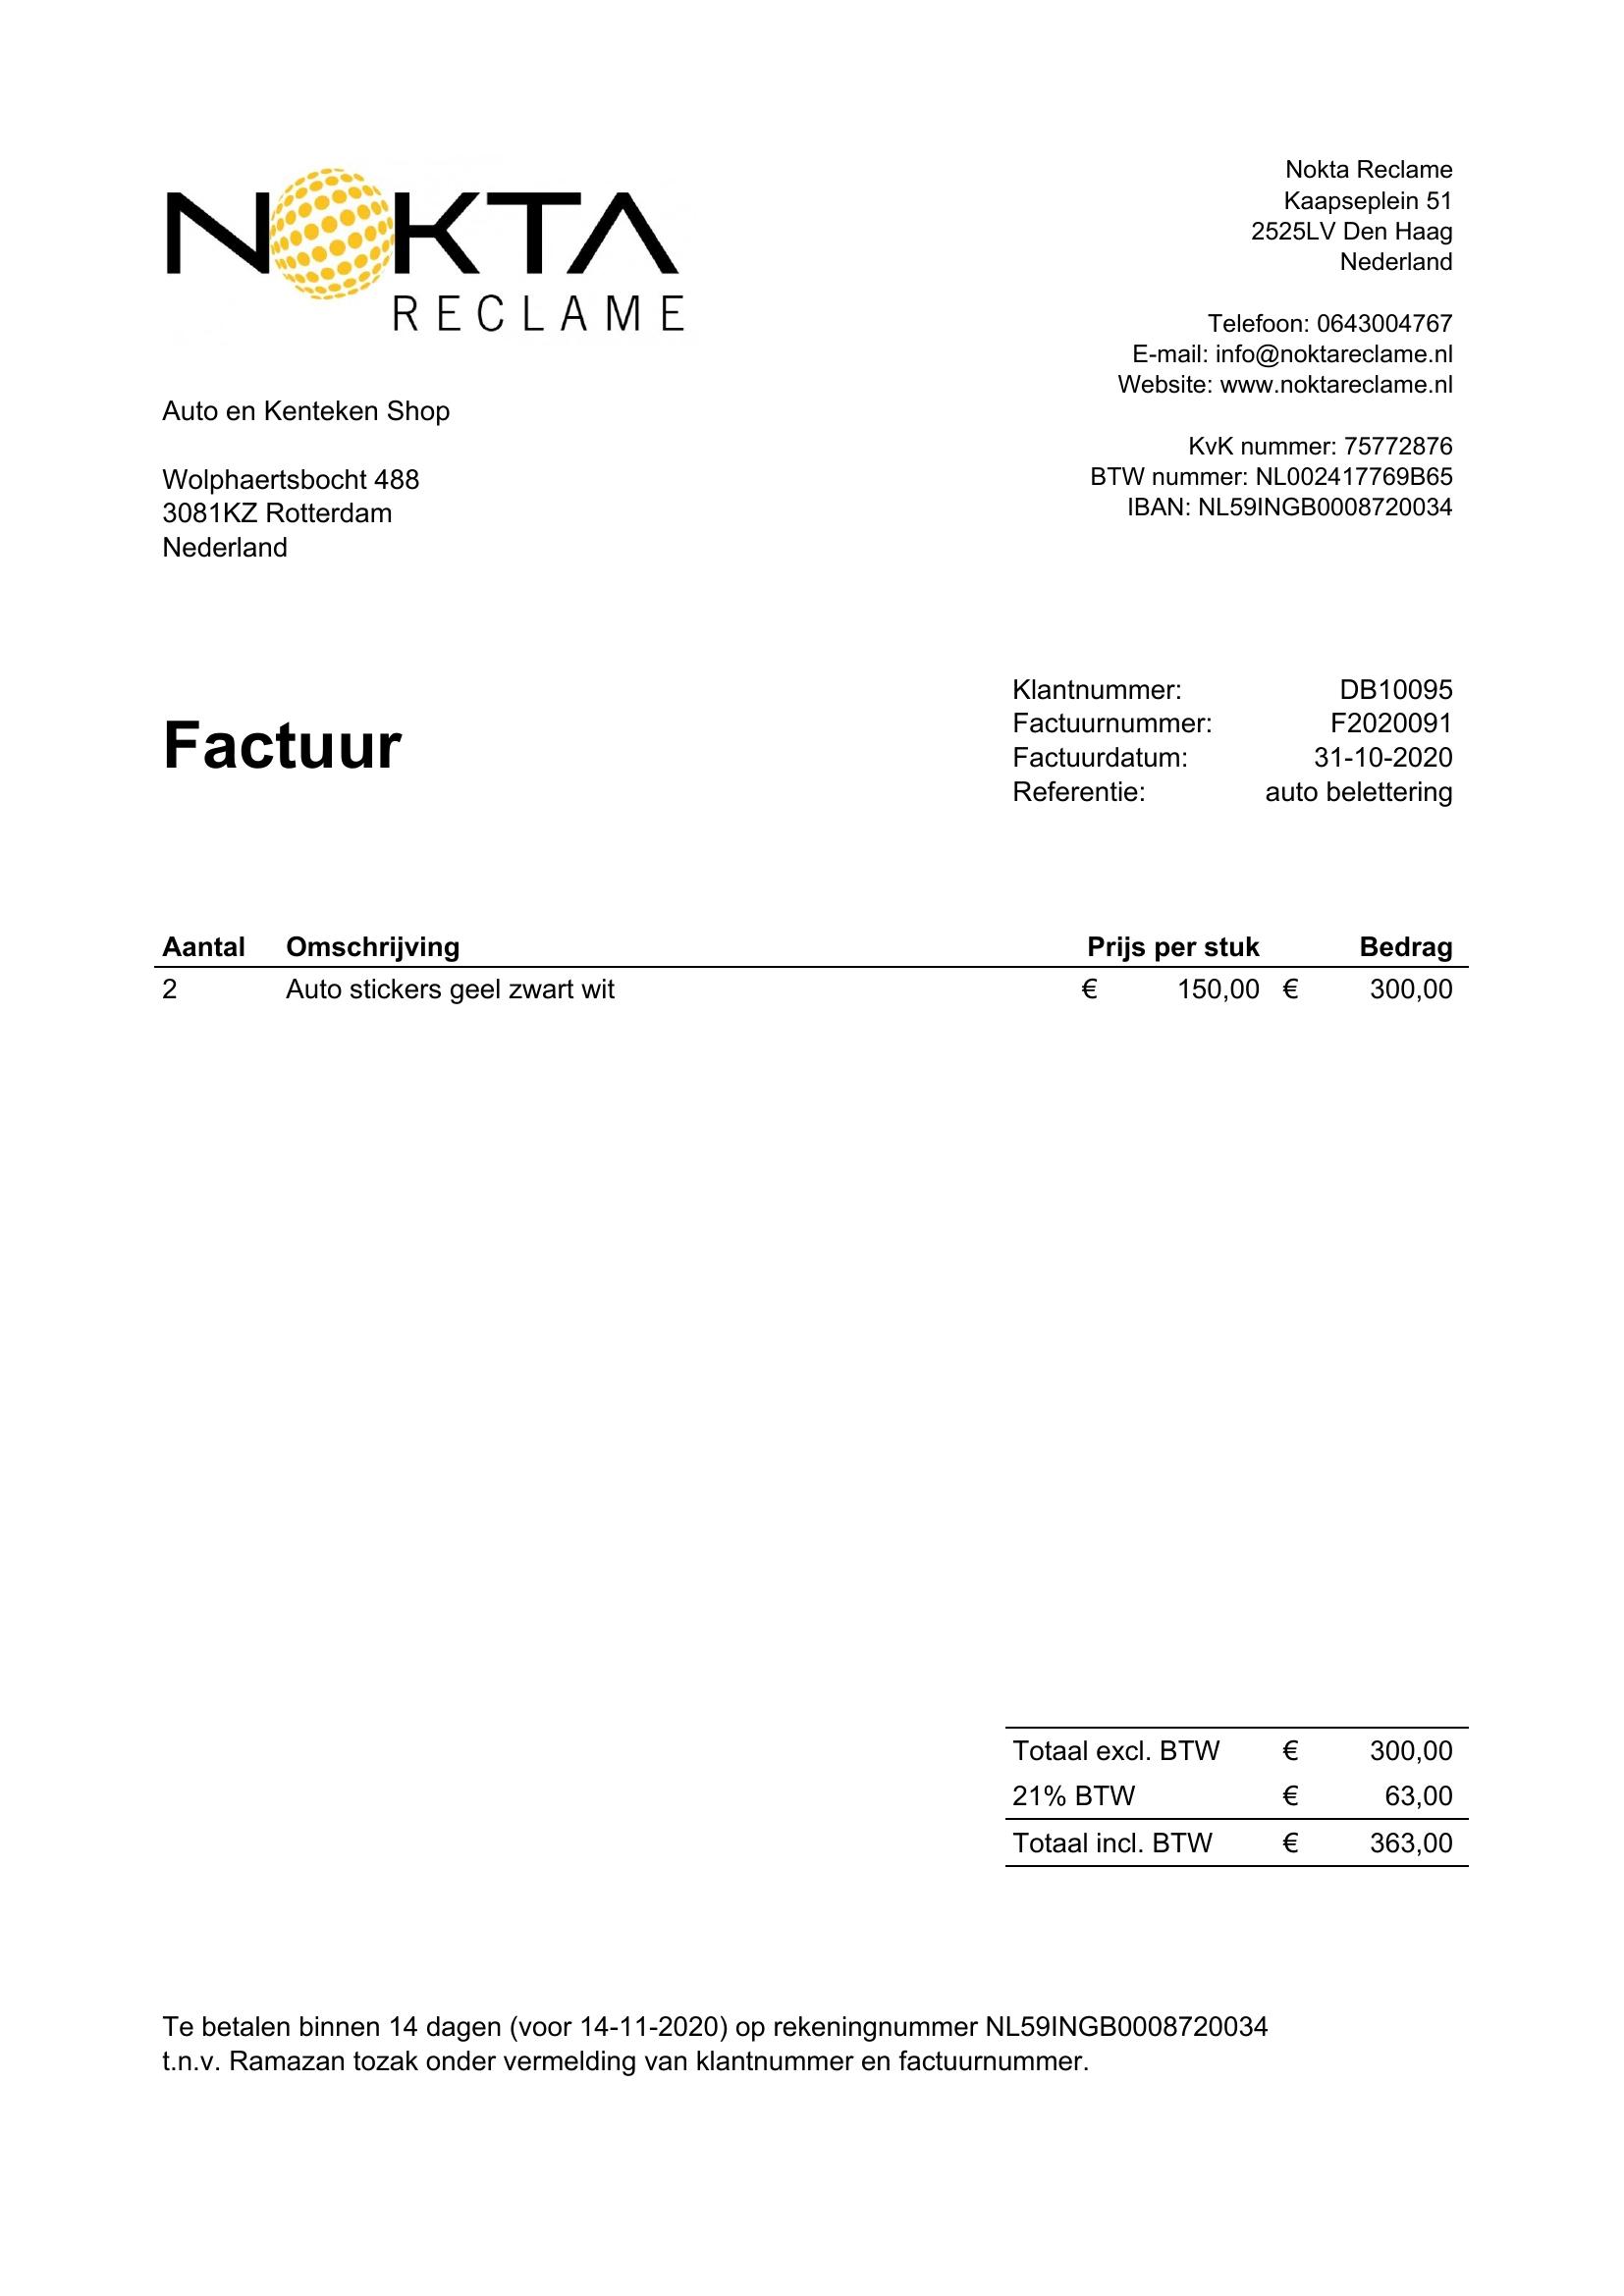 NOKTA
RECLAME
Nokta Reclame
Kaapseplein 51
2525LV Den Haag
Nederland
Telefoon: 0643004767
E-mail: info@noktareclame.nl
Website: www.noktareclame.nl
KvK nummer: 75772876
BTW nummer: NL002417769B65
IBAN: NL59INGB0008720034
Auto en Kenteken Shop
Wolphaertsbocht 488
3081KZ Rotterdam
Nederland
Factuur
Klantnummer: DB10095
Factuurnummer: F2020091
Factuurdatum: 31-10-2020
Referentie: auto belettering
Aantal Omschrijving Prijs per stuk Bedrag
2 Auto stickers geel zwart wit € 150,00 € 300,00
Totaal excl. BTW € 300,00
21% BTW € 63,00
Totaal incl. BTW € 363,00
Te betalen binnen 14 dagen (voor 14-11-2020) op rekeningnummer NL59INGB0008720034
t.n.v. Ramazan tozak onder vermelding van klantnummer en factuurnummer.